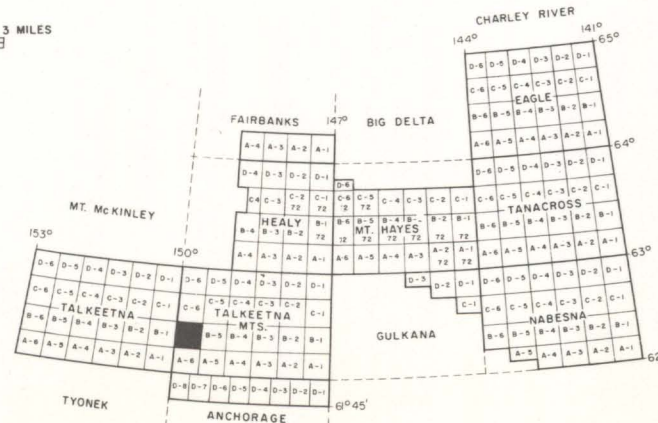 3 MILES
CHARLEY RIVER
144° 141°
65°
D-6 D-5 D-4 D-3 D-2 D-1
C-6 C-5 C-4 C-3 C-2 C-1
EAGLE
B-6 B-5 B-4 B-3 B-2 B-1
A-6 A-5 A-4 A-3 A-2 A-1
64°
FAIRBANKS 147° BIG DELTA
A-4 A-3 A-2 A-1
D-4 D-3 D-2 D-1
D-6
D-6 D-5 D-4 D-3 D-2 D-1
C4 C-3 C-2 72 C-1 72
C-6 C-5 72 C-4 C-3 C-2 C-1
C-6 C-5 C-4 C-3 C-2 C-1
HEALY
MT. HAYES
TANACROSS
B-4 B-3 B-2 B-1 72
B-6 B-5 72 B-4 72 B-2 72 B-1 72
B-6 B-5 B-4 B-3 B-2 B-1
A-4 A-3 A-2 A-1
A-6 A-5 A-4 A-3 A-2 72 A-1 72
A-6 A-5 A-4 A-3 A-2 A-1
63°
MT. McKINLEY
153° 150°
D-6 D-5 D-4 D-3 D-2 D-1
D-6 D-5 D-4 D-3 D-2 D-1
D-3 D-2 D-1
D-6 D-5 D-4 D-3 D-2 D-1
C-6 C-5 C-4 C-3 C-2 C-1
C-6 C-5 C-4 C-3 C-2 C-1
C-1
C-6 C-5 C-4 C-3 C-2 C-1
TALKEETNA
TALKEETNA
MTS.
GULKANA
NABESNA
B-6 B-5 B-4 B-3 B-2 B-1
B-5 B-4 B-3 B-2 B-1
B-6 B-5 B-4 B-3 B-2 B-1
A-6 A-5 A-4 A-3 A-2 A-1
A-6 A-5 A-4 A-3 A-2 A-1
A-5 A-4 A-3 A-2 A-1
D-8 D-7 D-6 D-5 D-4 D-3 D-2 D-1
61°45'
TYONEK
ANCHORAGE